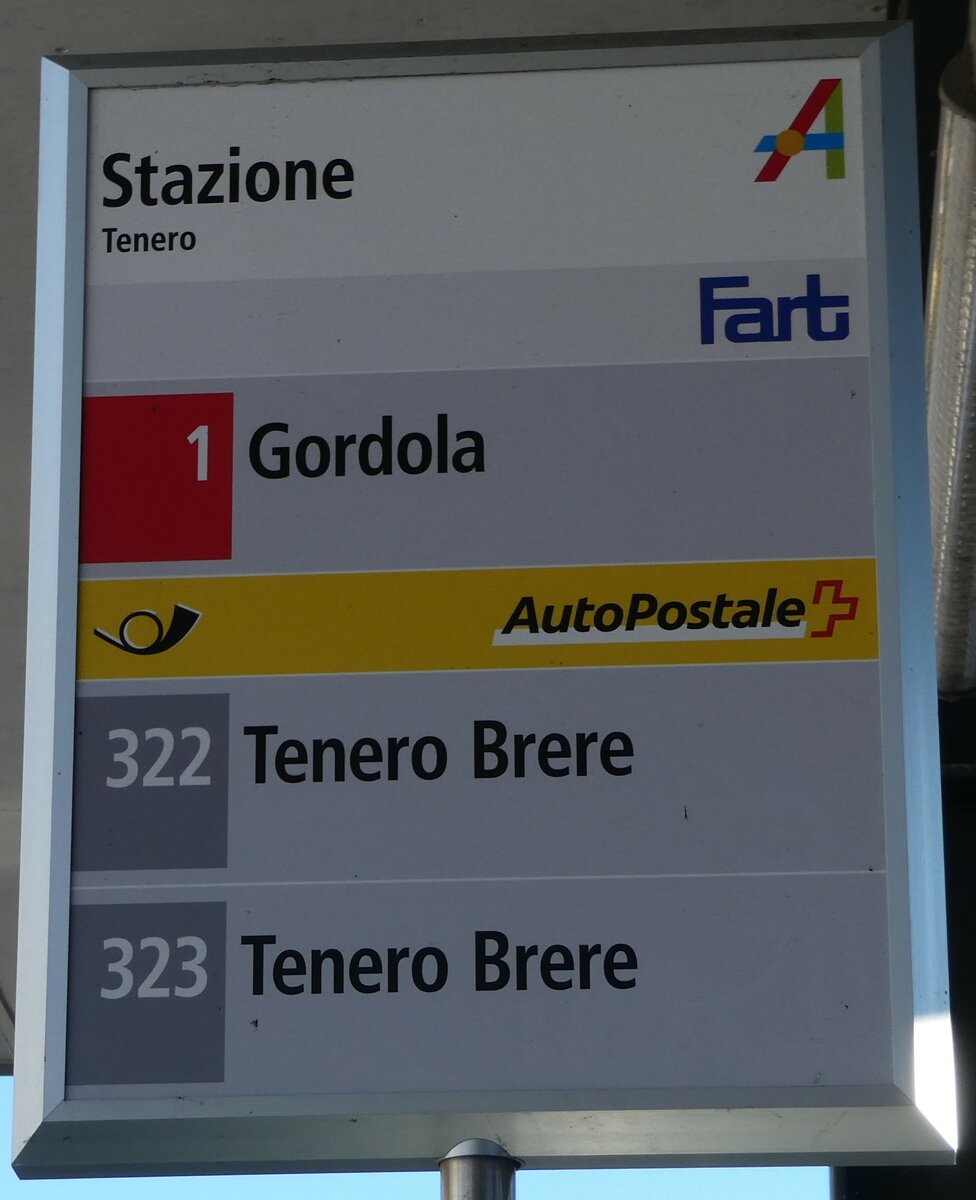 Stazione
Tenero
Fart
1 Gordola
AutoPostale
322 Tenero Brere
323 Tenero Brere